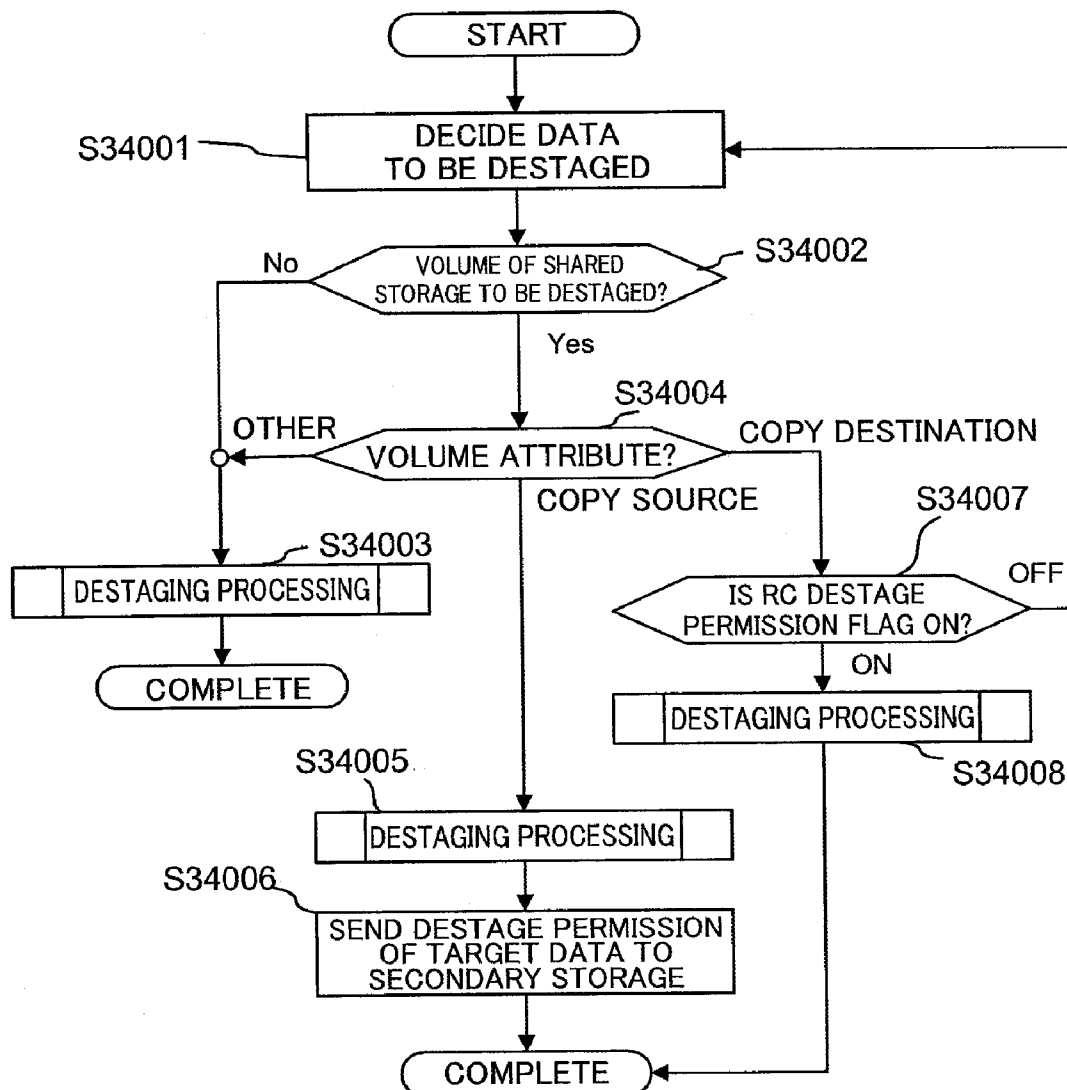 START
DECIDE DATA
TO BE DESTAGED
S34001
No
VOLUME OF SHARED
STORAGE TO BE DESTAGED?
S34002
Yes
S34004
OTHER
VOLUME ATTRIBUTE?
COPY DESTINATION
COPY SOURCE
S34007
S34003
DESTAGING PROCESSING
IS RC DESTAGE
PERMISSION FLAG ON?
OFF
COMPLETE
ON
DESTAGING PROCESSING
S34008
S34005
DESTAGING PROCESSING
S34006
SEND DESTAGE PERMISSION
OF TARGET DATA TO
SECONDARY STORAGE
COMPLETE